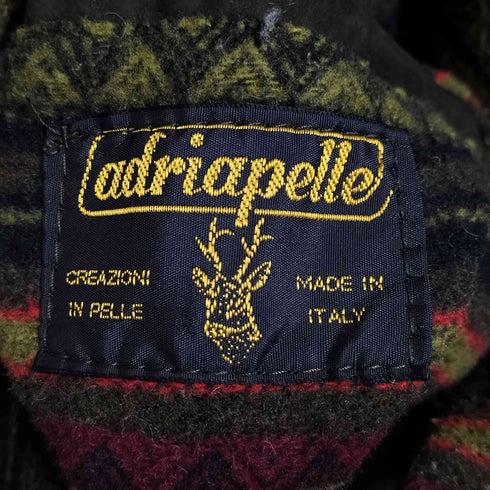 adriapelle
CREAZIONI
IN PELLE
MADE IN
ITALY